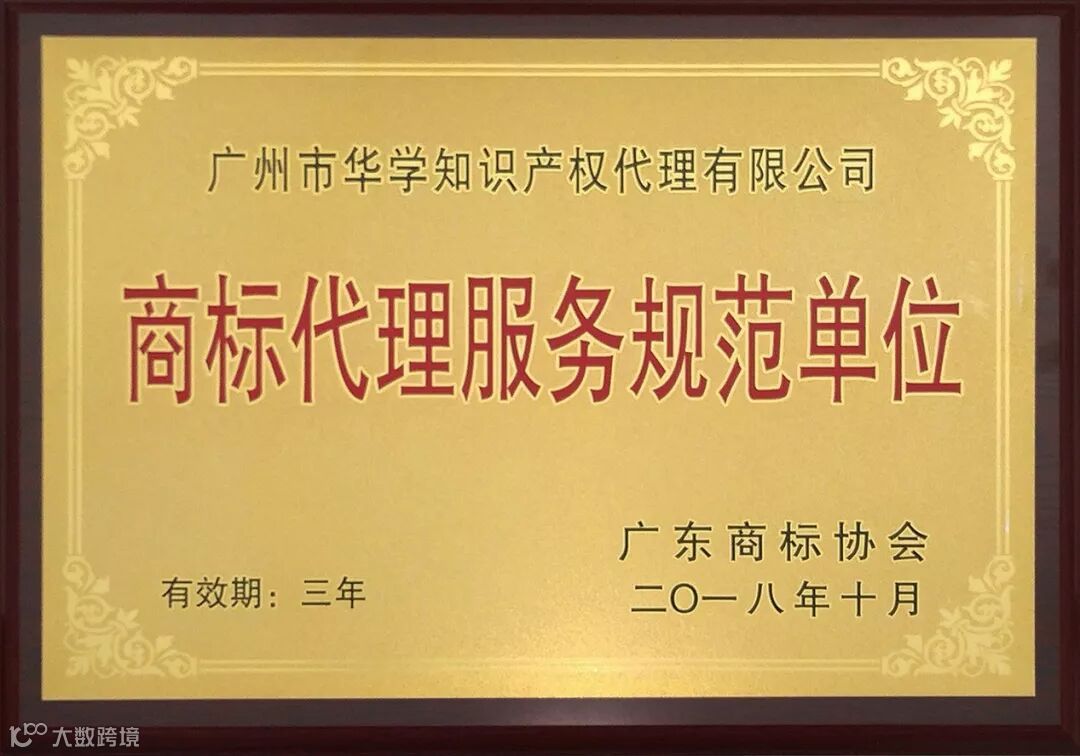 广州市华学知识产权代理有限公司
商标代理服务规范单位
广东商标协会
有效期：三年
二〇一八年十月
大数跨境